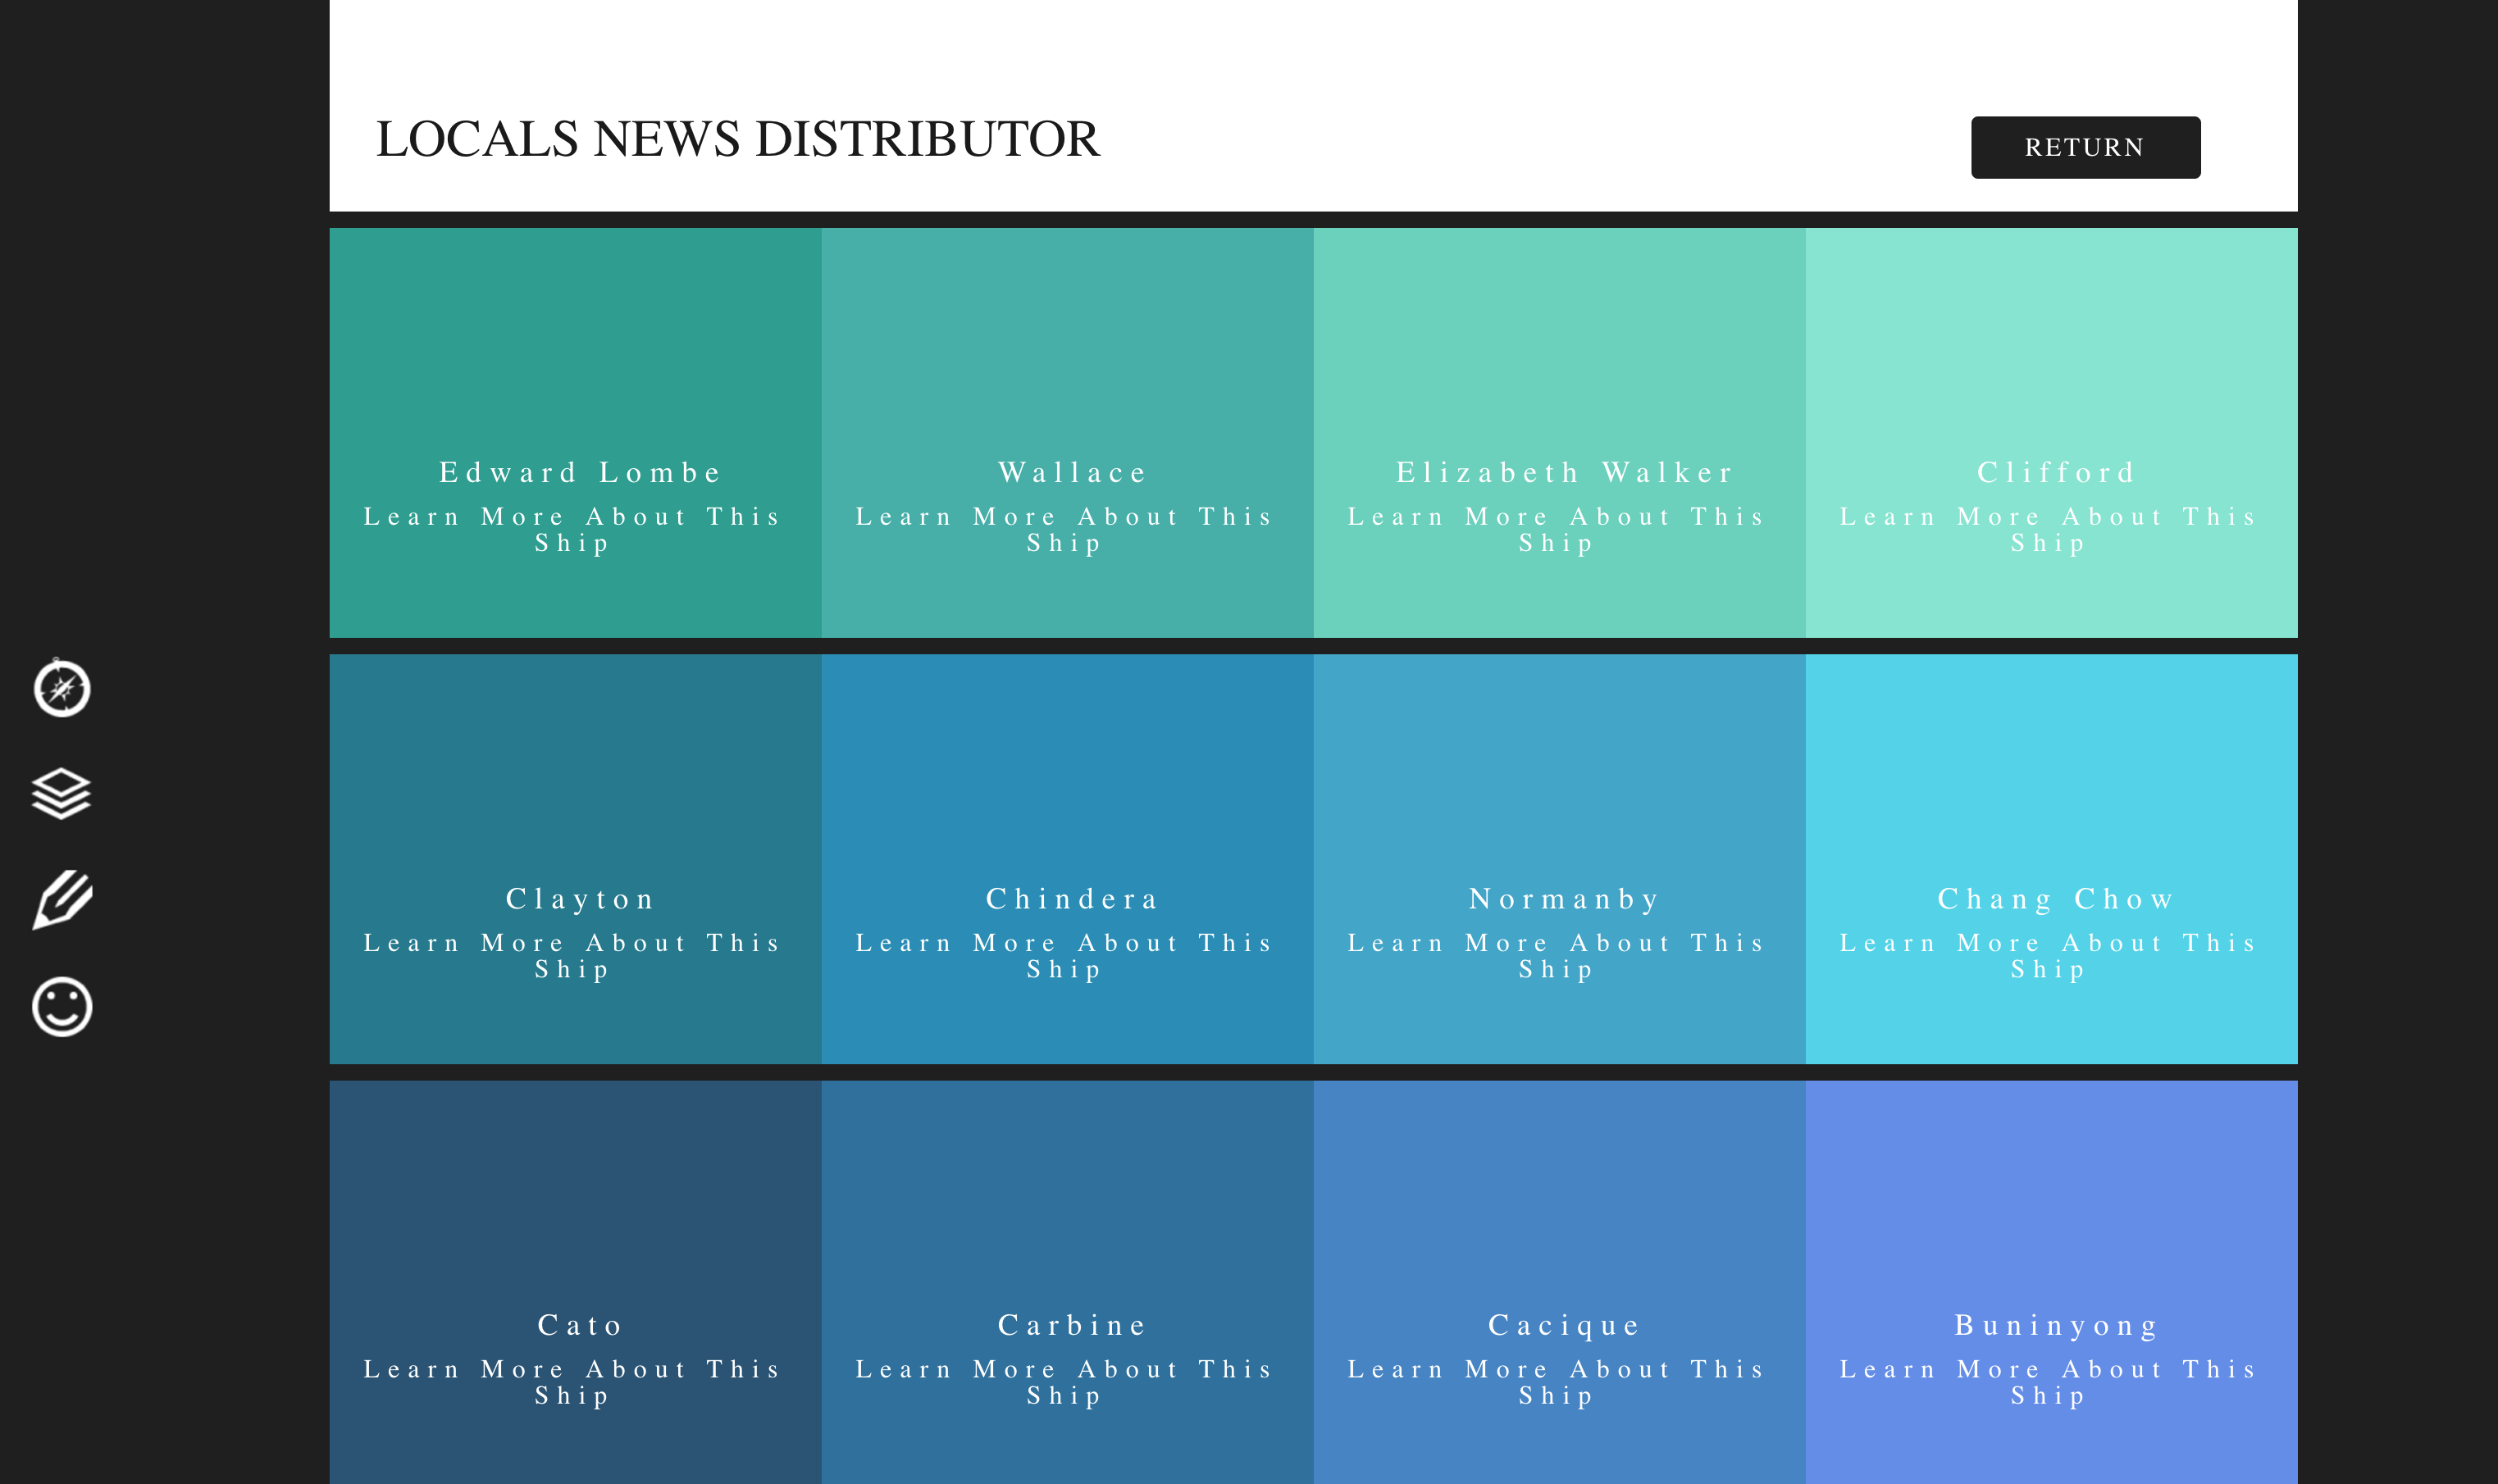 LOCALS NEWS DISTRIBUTOR
RETURN
Edward Lombe
Learn More About This
Ship
Wallace
Learn More About This
Ship
Elizabeth Walker
Learn More About This
Ship
Clifford
Learn More About This
Ship
Clayton
Learn More About This
Ship
Chindera
Learn More About This
Ship
Normanby
Learn More About This
Ship
Chang Chow
Learn More About This
Ship
Cato
Learn More About This
Ship
Carbine
Learn More About This
Ship
Cacique
Learn More About This
Ship
Buninyong
Learn More About This
Ship